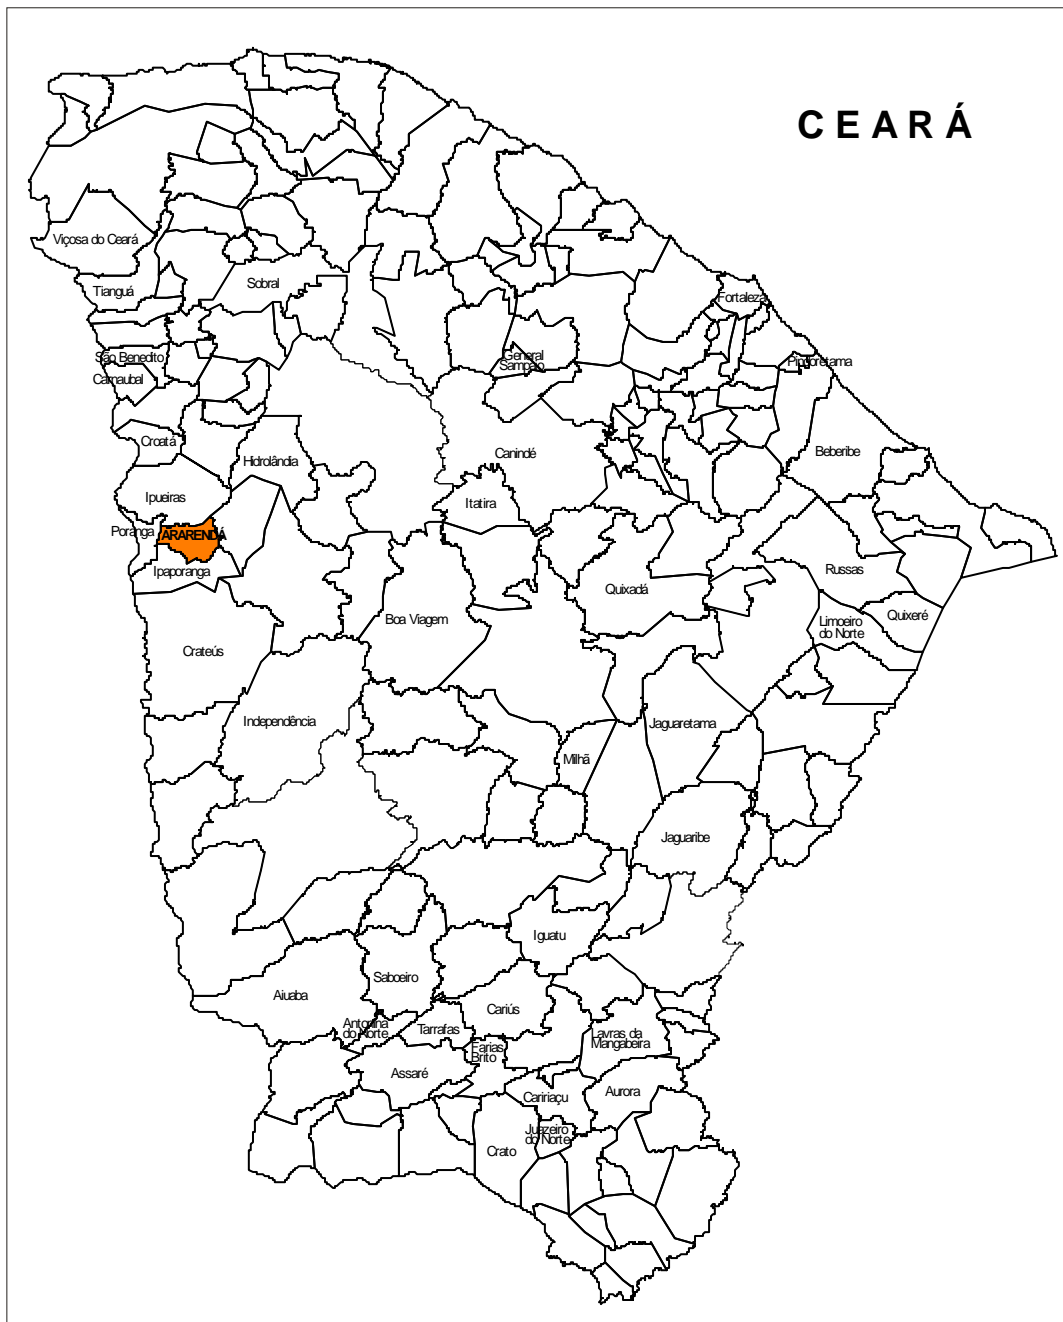 CEARÁ
Viçosa do Ceará
Tianguá
Sobral
Fortaleza
São Benedito
General
Sampaio
Pindoretama
Carnaubal
Croatá
Hidrolândia
Canindé
Beberibe
Ipueiras
Itatira
Poranga
ARARENDÁ
Ipaporanga
Russas
Quixadá
Boa Viagem
Quixeré
Limoeiro
do Norte
Crateús
Independência
Jaguaretama
Milhã
Jaguaribe
Iguatu
Saboeiro
Aiuaba
Cariús
Antonina
do Norte
Tarrafas
Lavras da
Mangabeira
Farias
Brito
Assaré
Aurora
Caririaçu
Juazeiro
do Norte
Crato